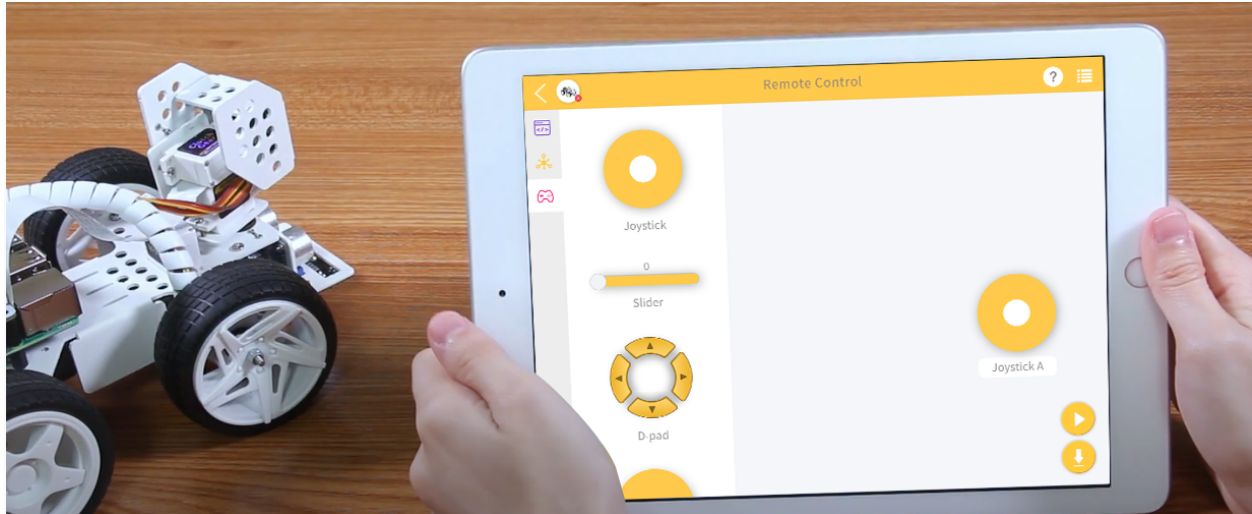 Remote Control
?
</>
Joystick
0
Slider
D-pad
Joystick A